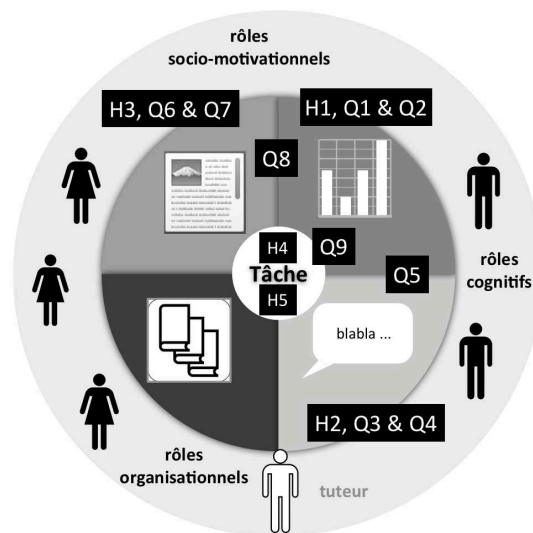 rôles
socio-motivationnels
H3, Q6 & Q7
H1, Q1 & Q2
Q8
H4
Q9
Tâche
H5
Q5
rôles
cognitifs
blabla ...
H2, Q3 & Q4
rôles
organisationnels
tuteur